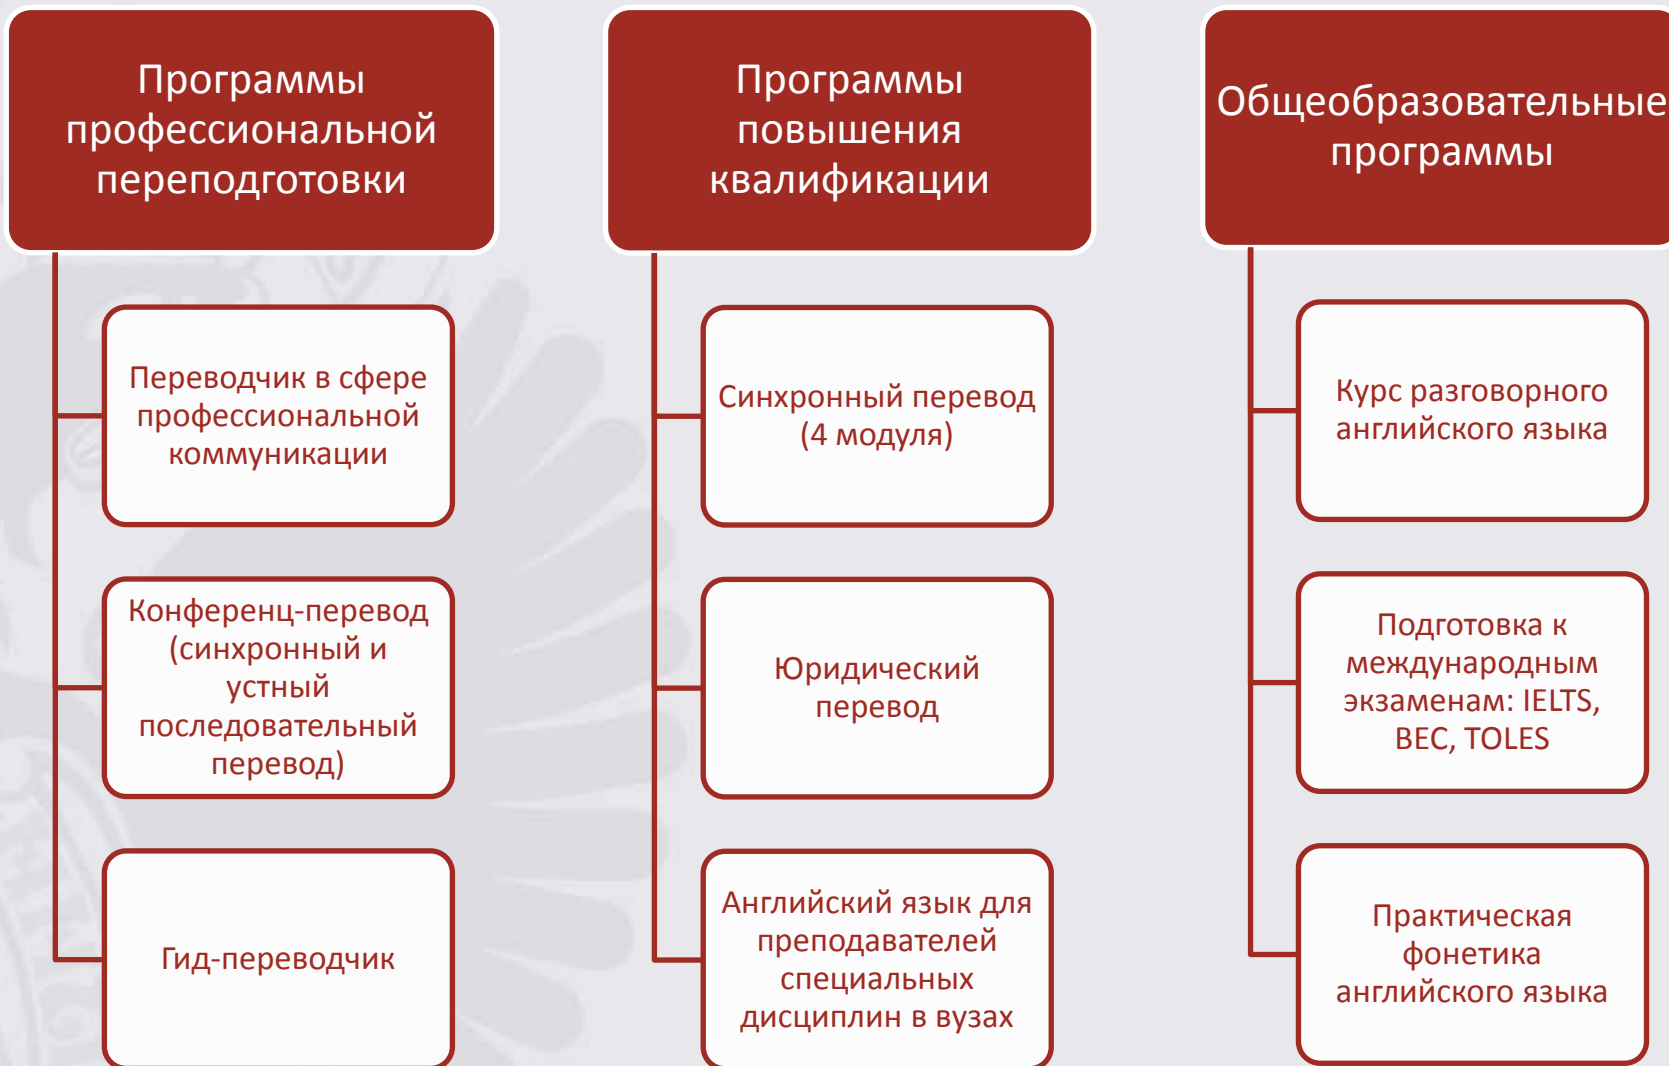 Программы
профессиональной
переподготовки
Переводчик в сфере
профессиональной
коммуникации
Конференц-перевод
(синхронный и
устный
последовательный
перевод)
Гид-переводчик
Программы
повышения
квалификации
Синхронный перевод
(4 модуля)
Юридический
перевод
Английский язык для
преподавателей
специальных
дисциплин в вузах
Общеобразовательные
программы
Курс разговорного
английского языка
Подготовка к
международным
экзаменам: IELTS,
BEC, TOLES
Практическая
фонетика
английского языка